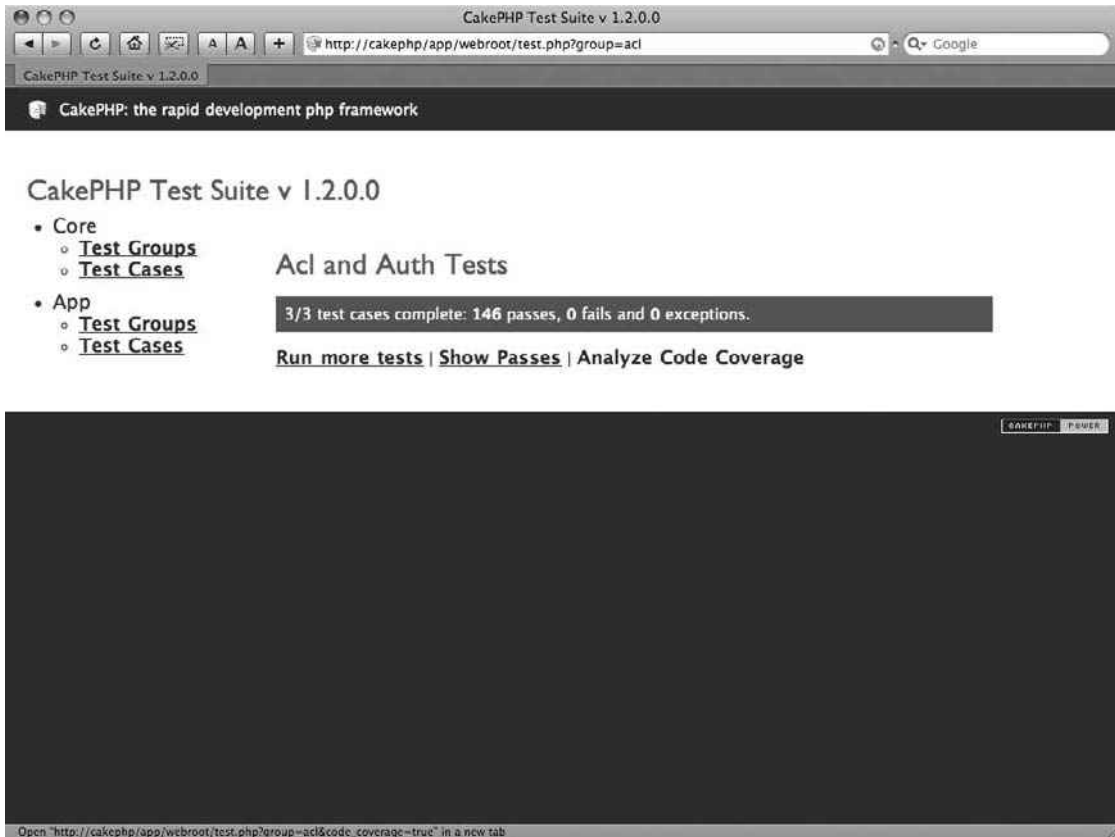 CakePHP Test Suite v 1.2.0.0
A A + http://cakephp/app/webroot/test.php?group=acl Google
CakePHP Test Suite v 1.2.0.0
CakePHP: the rapid development php framework
CakePHP Test Suite v 1.2.0.0
• Core
◦ Test Groups
◦ Test Cases
• App
◦ Test Groups
◦ Test Cases
Acl and Auth Tests
3/3 test cases complete: 146 passes, 0 fails and 0 exceptions.
Run more tests | Show Passes | Analyze Code Coverage
CAKEPHP POWER
Open "http://cakephp/app/webroot/test.php?group=acl&code_coverage=true" in a new tab